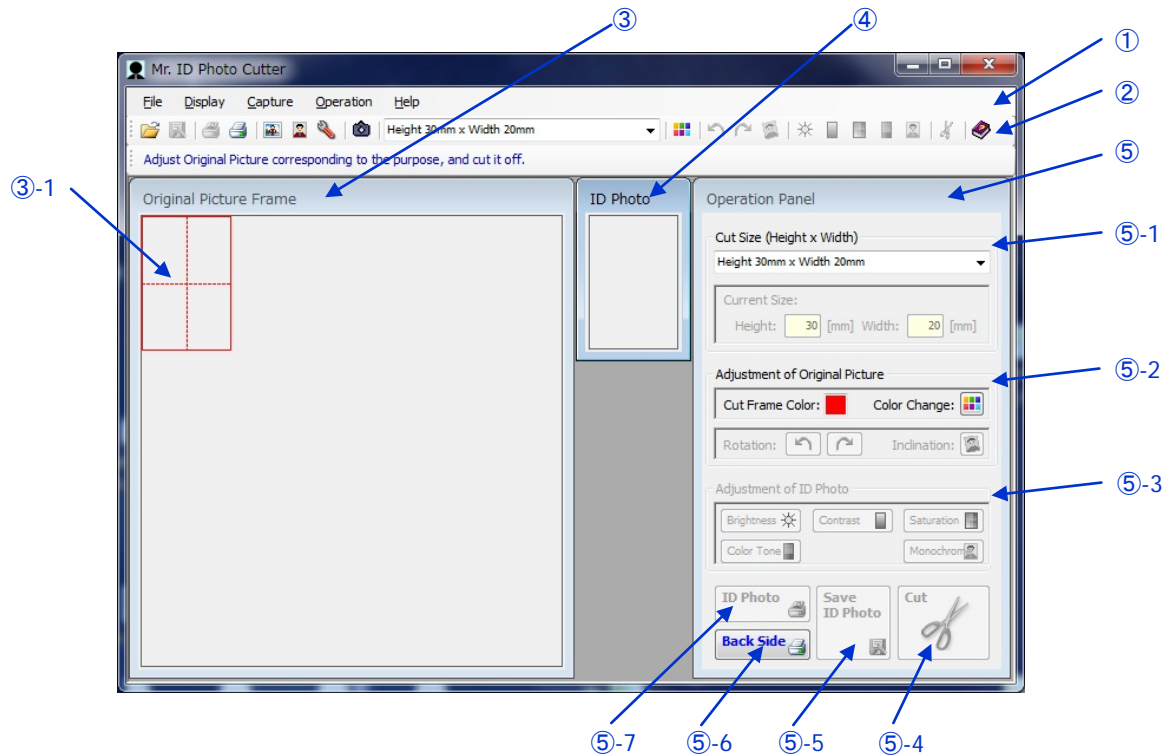 ③
④
①
Mr. ID Photo Cutter
File Display Capture Operation Help
②
Height 30mm x Width 20mm
Adjust Original Picture corresponding to the purpose, and cut it off.
⑤
③-1
Original Picture Frame
ID Photo
Operation Panel
⑤-1
Cut Size (Height x Width)
Height 30mm x Width 20mm
Current Size:
Height: 30 [mm] Width: 20 [mm]
⑤-2
Adjustment of Original Picture
Cut Frame Color: Color Change:
Rotation: Inclination:
⑤-3
Adjustment of ID Photo
Brightness Contrast Saturation
Color Tone Monochrom
ID Photo
Save
ID Photo
Cut
Back Side
⑤-7
⑤-6
⑤-5
⑤-4